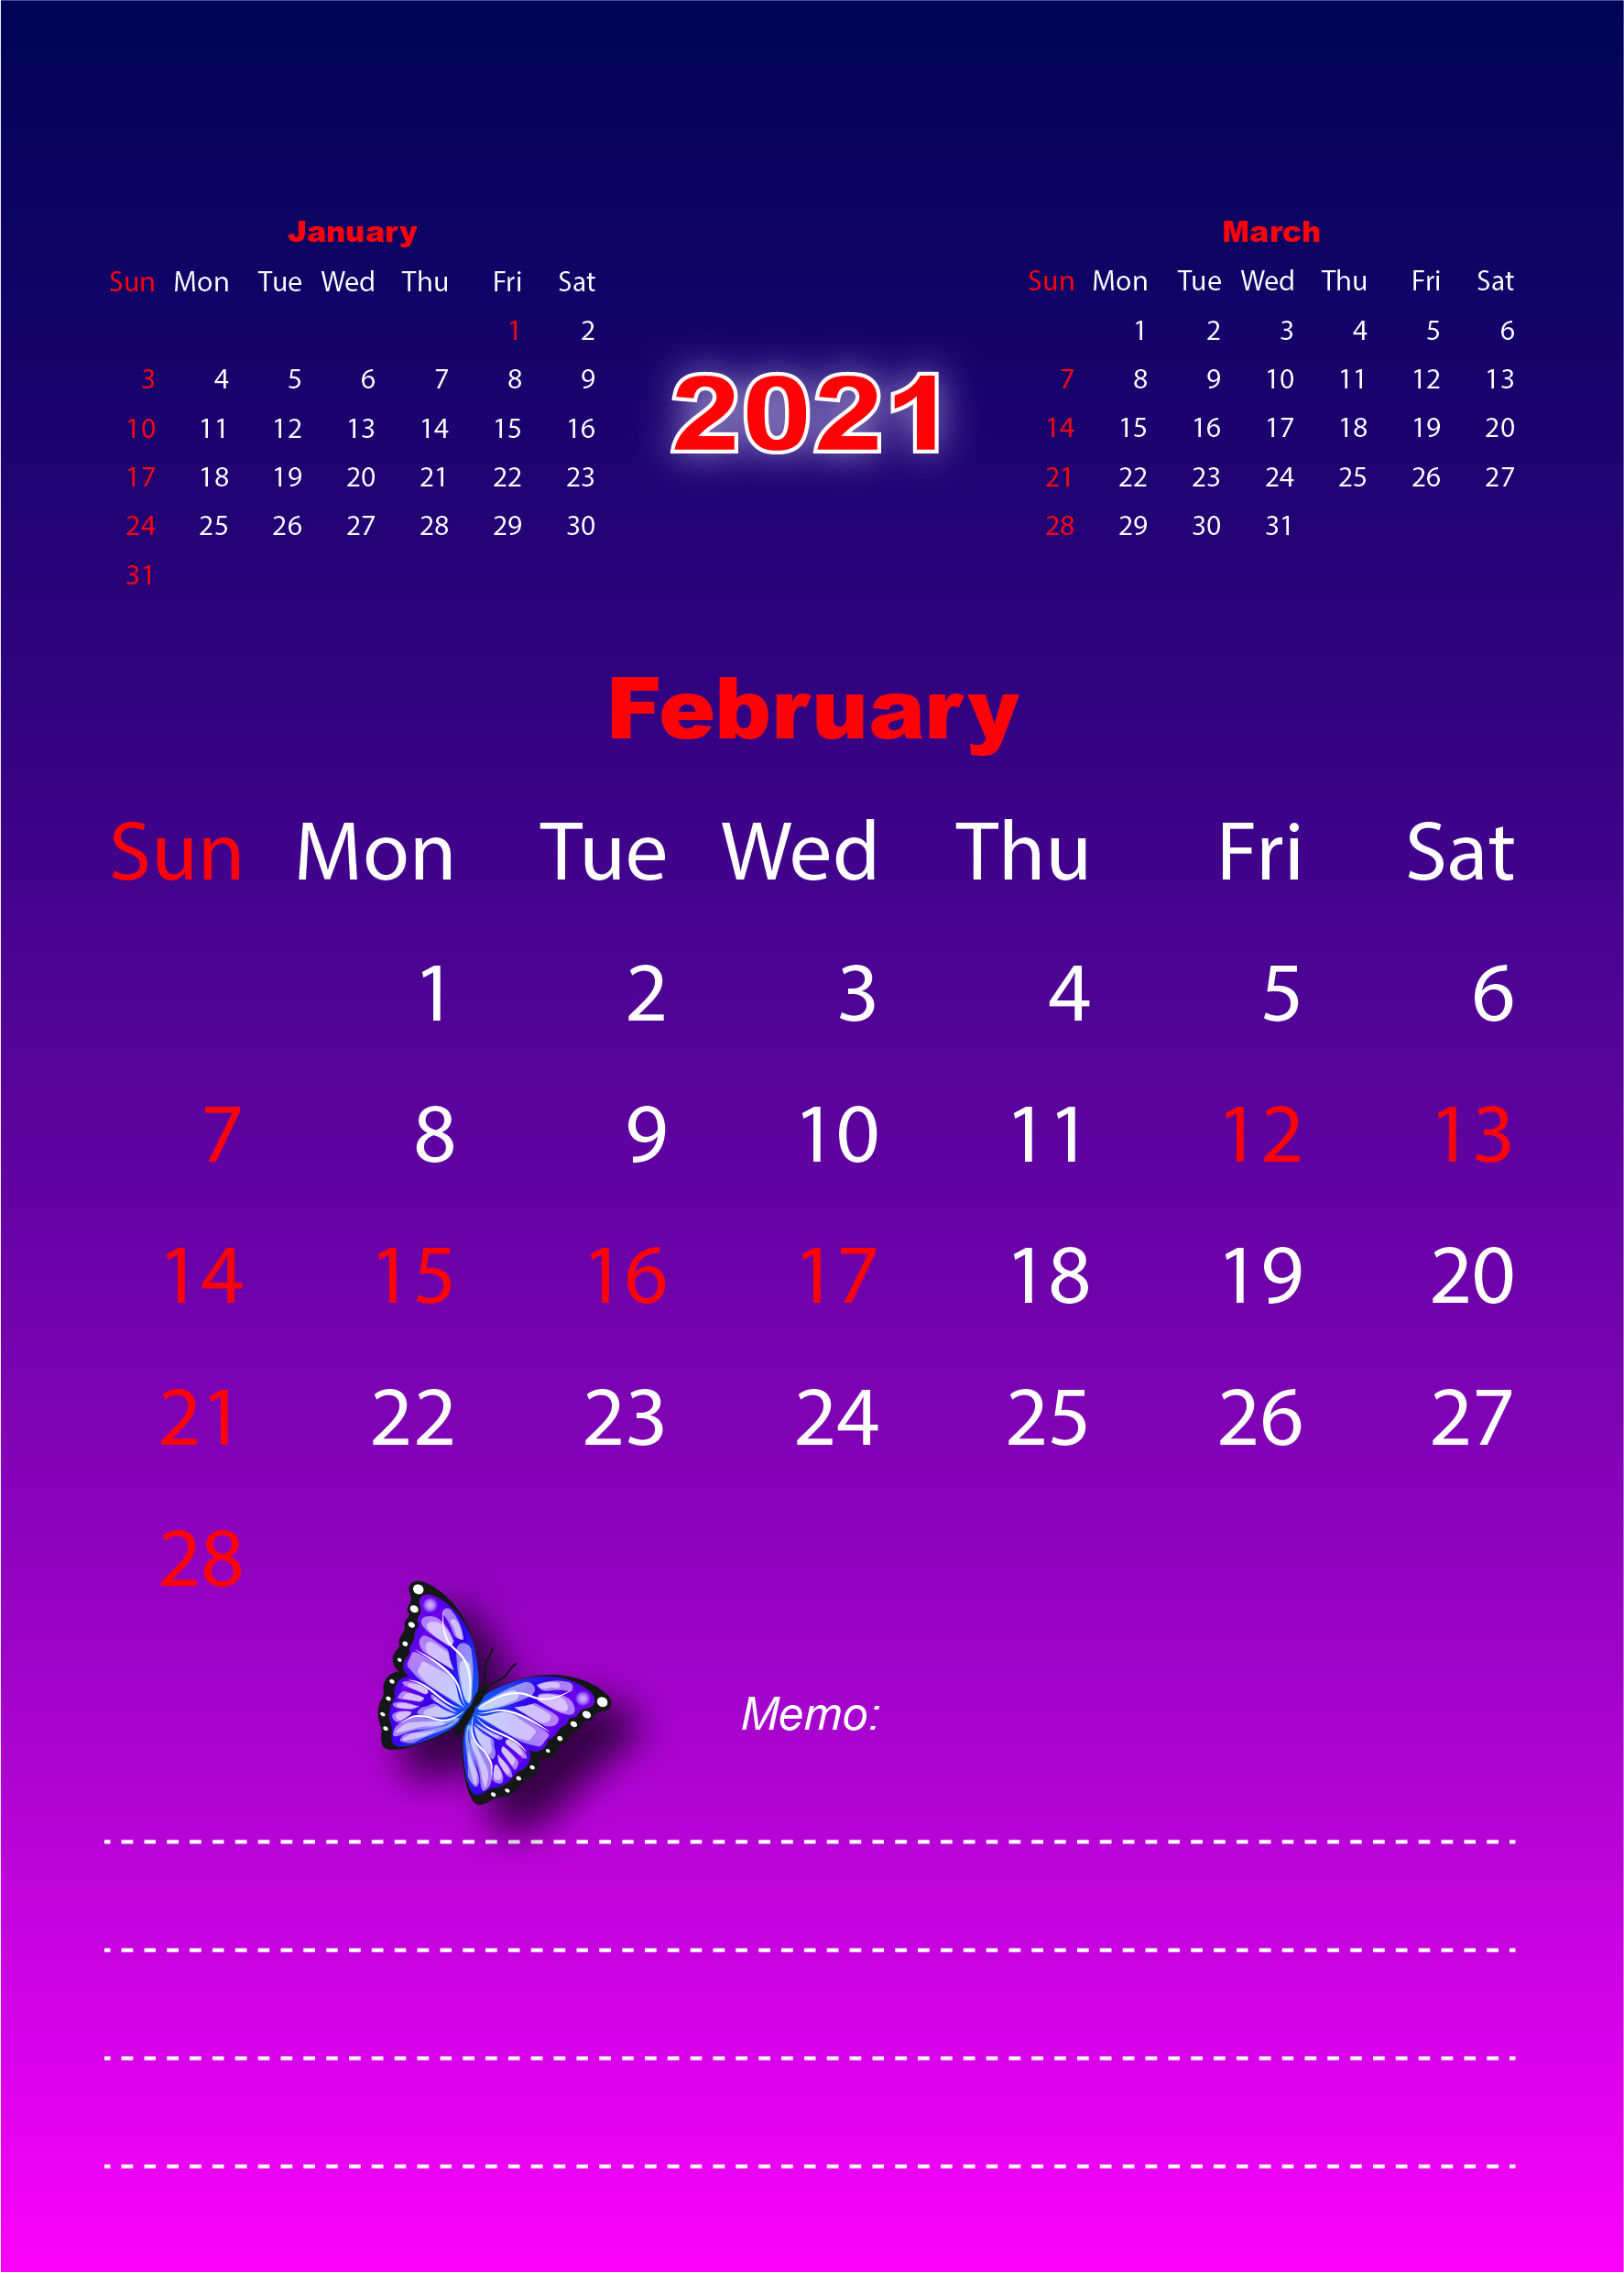 January
Sun Mon Tue Wed Thu Fri Sat
1 2
3 4 5 6 7 8 9
10 11 12 13 14 15 16
17 18 19 20 21 22 23
24 25 26 27 28 29 30
31
2021
March
Sun Mon Tue Wed Thu Fri Sat
1 2 3 4 5 6
7 8 9 10 11 12 13
14 15 16 17 18 19 20
21 22 23 24 25 26 27
28 29 30 31
February
Sun Mon Tue Wed Thu Fri Sat
1 2 3 4 5 6
7 8 9 10 11 12 13
14 15 16 17 18 19 20
21 22 23 24 25 26 27
28
Memo: